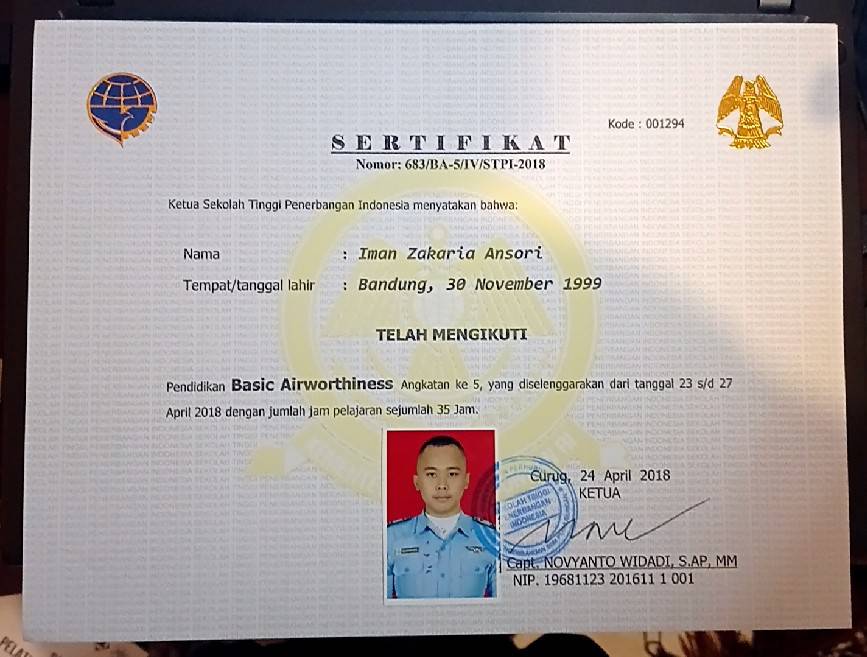 Kode : 001294
SERTIFIKAT
Nomor: 683/BA-5/IV/STPI-2018
Ketua Sekolah Tinggi Penerbangan Indonesia menyatakan bahwa:
Nama : Iman Zakaria Ansori
Tempat/tanggal lahir : Bandung, 30 November 1999
TELAH MENGIKUTI
Pendidikan Basic Airworthiness Angkatan ke 5, yang diselenggarakan dari tanggal 23 s/d 27
April 2018 dengan jumlah jam pelajaran sejumlah 35 Jam.
Curug, 24 April 2018
KETUA
SEKOLAH TINGGI
PENERBANGAN
INDONESIA
Capt. NOVYANTO WIDADI, S.AP, MM
NIP. 19681123 201611 1 001